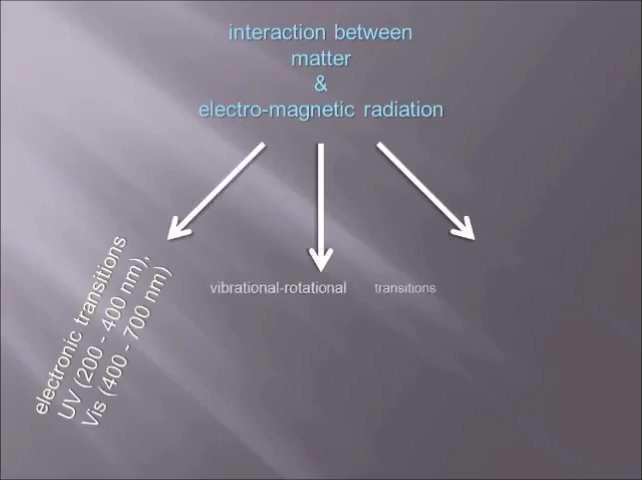 interaction between
matter
&
electro-magnetic radiation
electronic transitions
UV (200 - 400 nm),
Vis (400 - 700 nm)
vibrational-rotational transitions